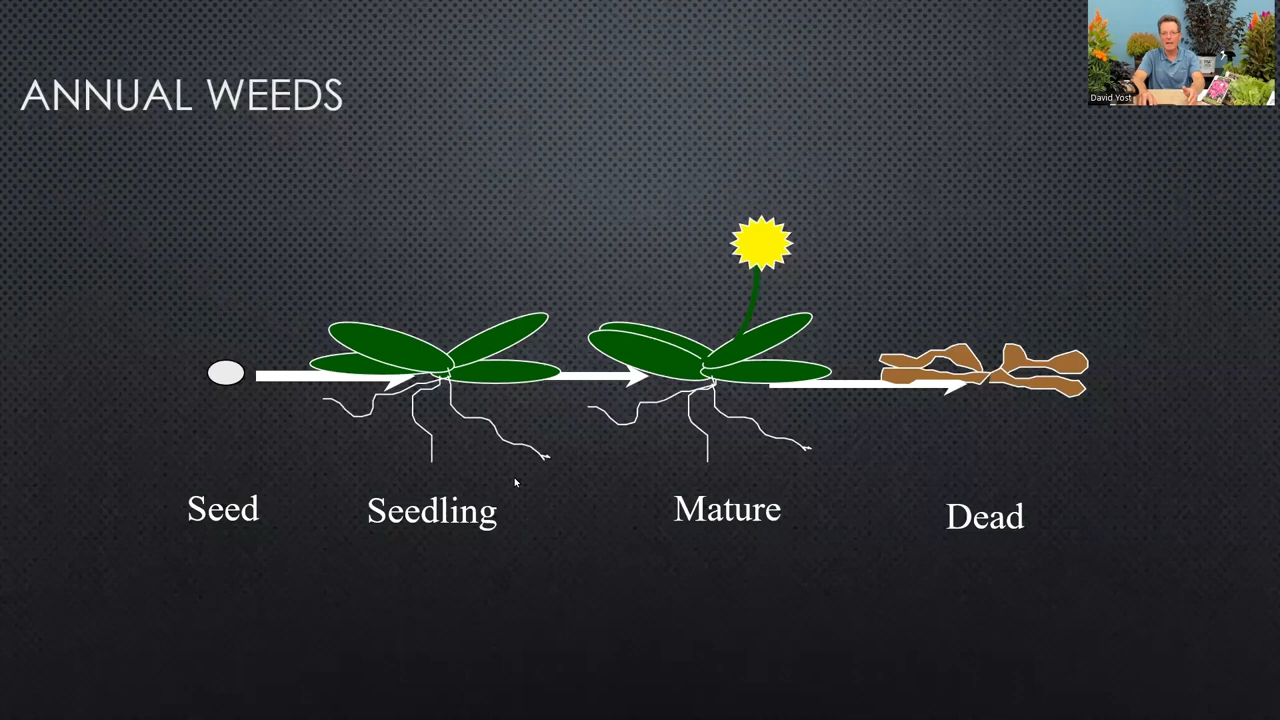 ANNUAL WEEDS
David Yost
Seed
Seedling
Mature
Dead